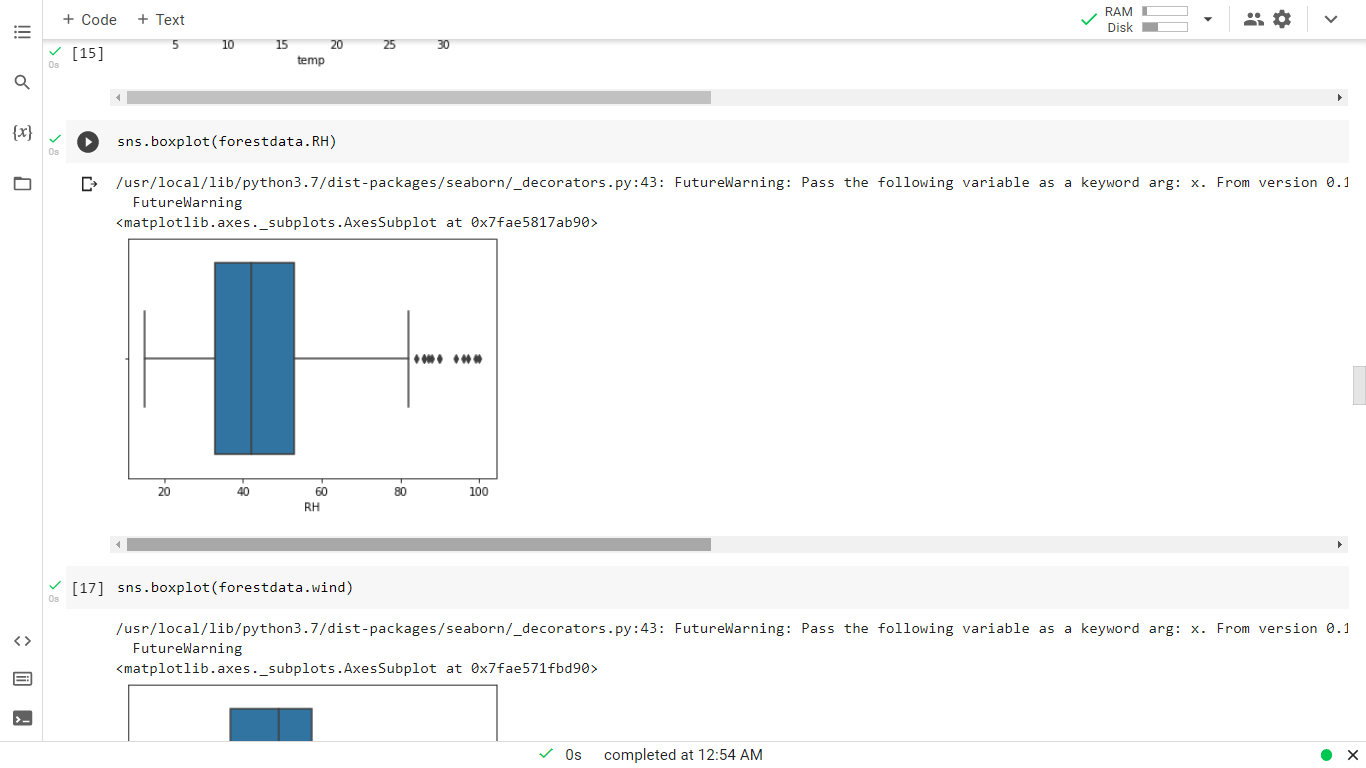 + Code + Text
RAM
Disk
[15]
0s
5 10 15 20 25 30
temp
{x}
0s
sns.boxplot(forestdata.RH)
/usr/local/lib/python3.7/dist-packages/seaborn/_decorators.py:43: FutureWarning: Pass the following variable as a keyword arg: x. From version 0.1
FutureWarning
<matplotlib.axes._subplots.AxesSubplot at 0x7fae5817ab90>
20 40 60 80 100
RH
[17] sns.boxplot(forestdata.wind)
0s
/usr/local/lib/python3.7/dist-packages/seaborn/_decorators.py:43: FutureWarning: Pass the following variable as a keyword arg: x. From version 0.1
FutureWarning
<matplotlib.axes._subplots.AxesSubplot at 0x7fae571fbd90>
0s completed at 12:54 AM